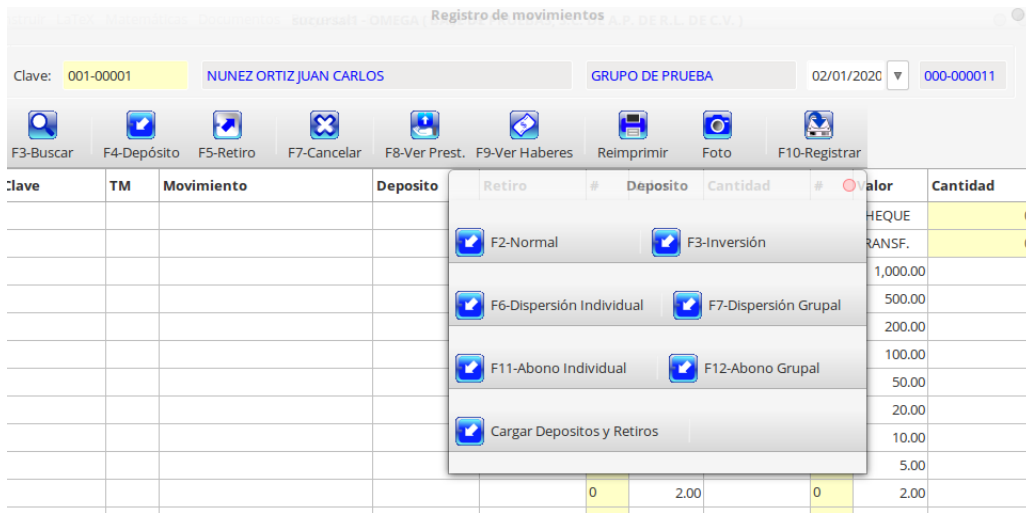 Registro de movimientos
Clave: 001-00001 NUNEZ ORTIZ JUAN CARLOS GRUPO DE PRUEBA 02/01/2020 000-000011
F3-Buscar F4-Depósito F5-Retiro F7-Cancelar F8-Ver Prest. F9-Ver Haberes Reimprimir Foto F10-Registrar
Clave TM Movimiento Deposito Retiro # Deposito Cantidad # Valor Cantidad
HEQUE
RANSF.
F2-Normal F3-Inversión
1,000.00
F6-Dispersión Individual F7-Dispersión Grupal
500.00
200.00
F11-Abono Individual F12-Abono Grupal
100.00
50.00
20.00
Cargar Depositos y Retiros
10.00
5.00
0 2.00 0 2.00